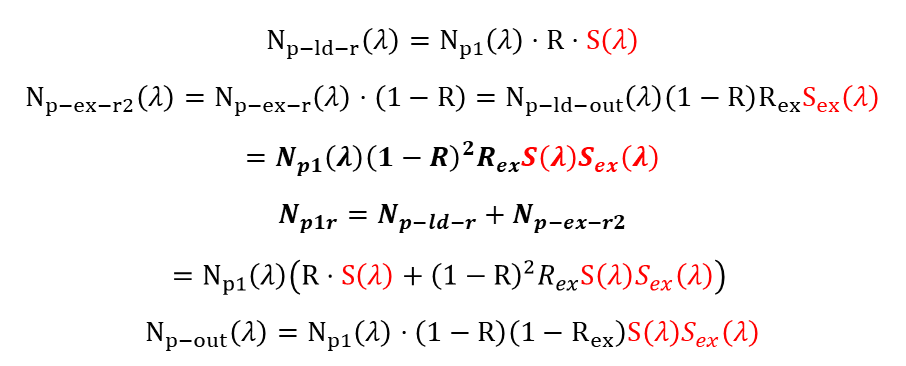 N_{p−ld−r}(λ) = N_{p1}(λ) · R · S(λ)
N_{p−ex−r2}(λ) = N_{p−ex−r}(λ) · (1 − R) = N_{p−ld−out}(λ)(1 − R)R_{ex}S_{ex}(λ)
= N_{p1}(λ)(1 − R)^2 R_{ex}S(λ)S_{ex}(λ)
N_{p1r} = N_{p−ld−r} + N_{p−ex−r2}
= N_{p1}(λ)(R · S(λ) + (1 − R)^2 R_{ex}S(λ)S_{ex}(λ))
N_{p−out}(λ) = N_{p1}(λ) · (1 − R)(1 − R_{ex})S(λ)S_{ex}(λ)